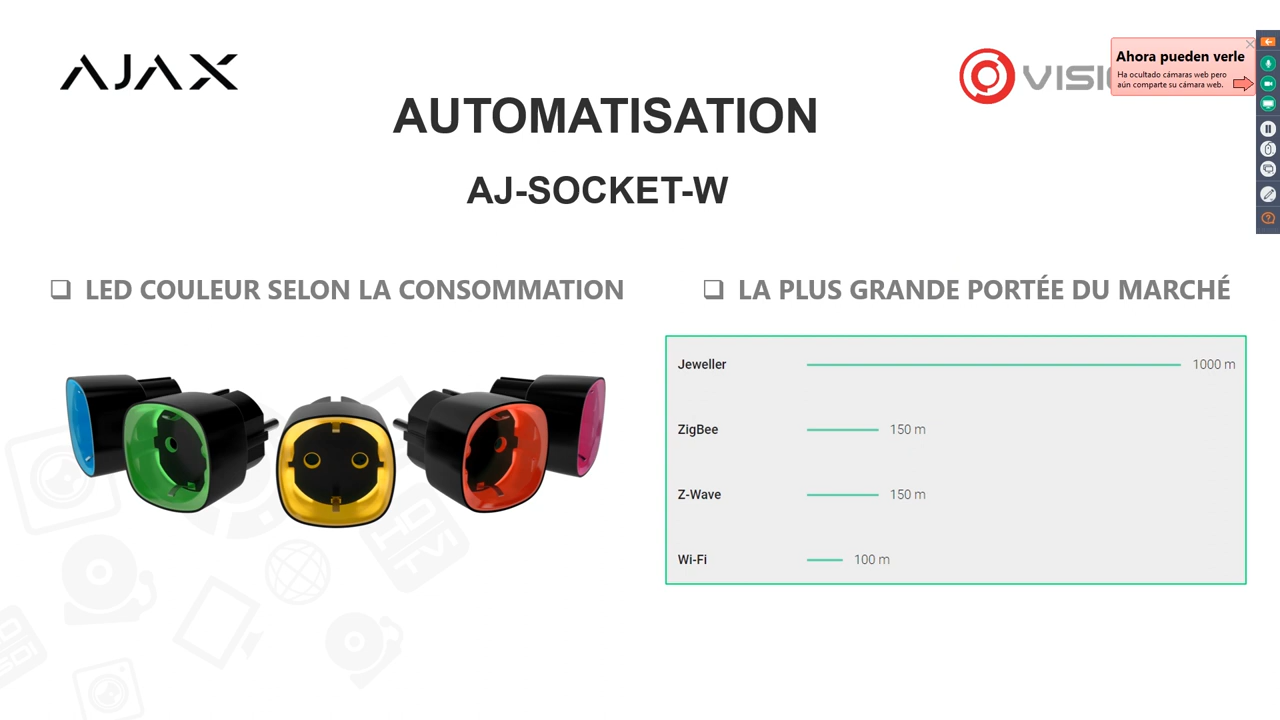 AJAX
VISIO
Ahora pueden verle
Ha ocultado cámaras web pero
aún comparte su cámara web.
AUTOMATISATION
AJ-SOCKET-W
LED COULEUR SELON LA CONSOMMATION
LA PLUS GRANDE PORTÉE DU MARCHÉ
Jeweller 1000 m
ZigBee 150 m
Z-Wave 150 m
Wi-Fi 100 m